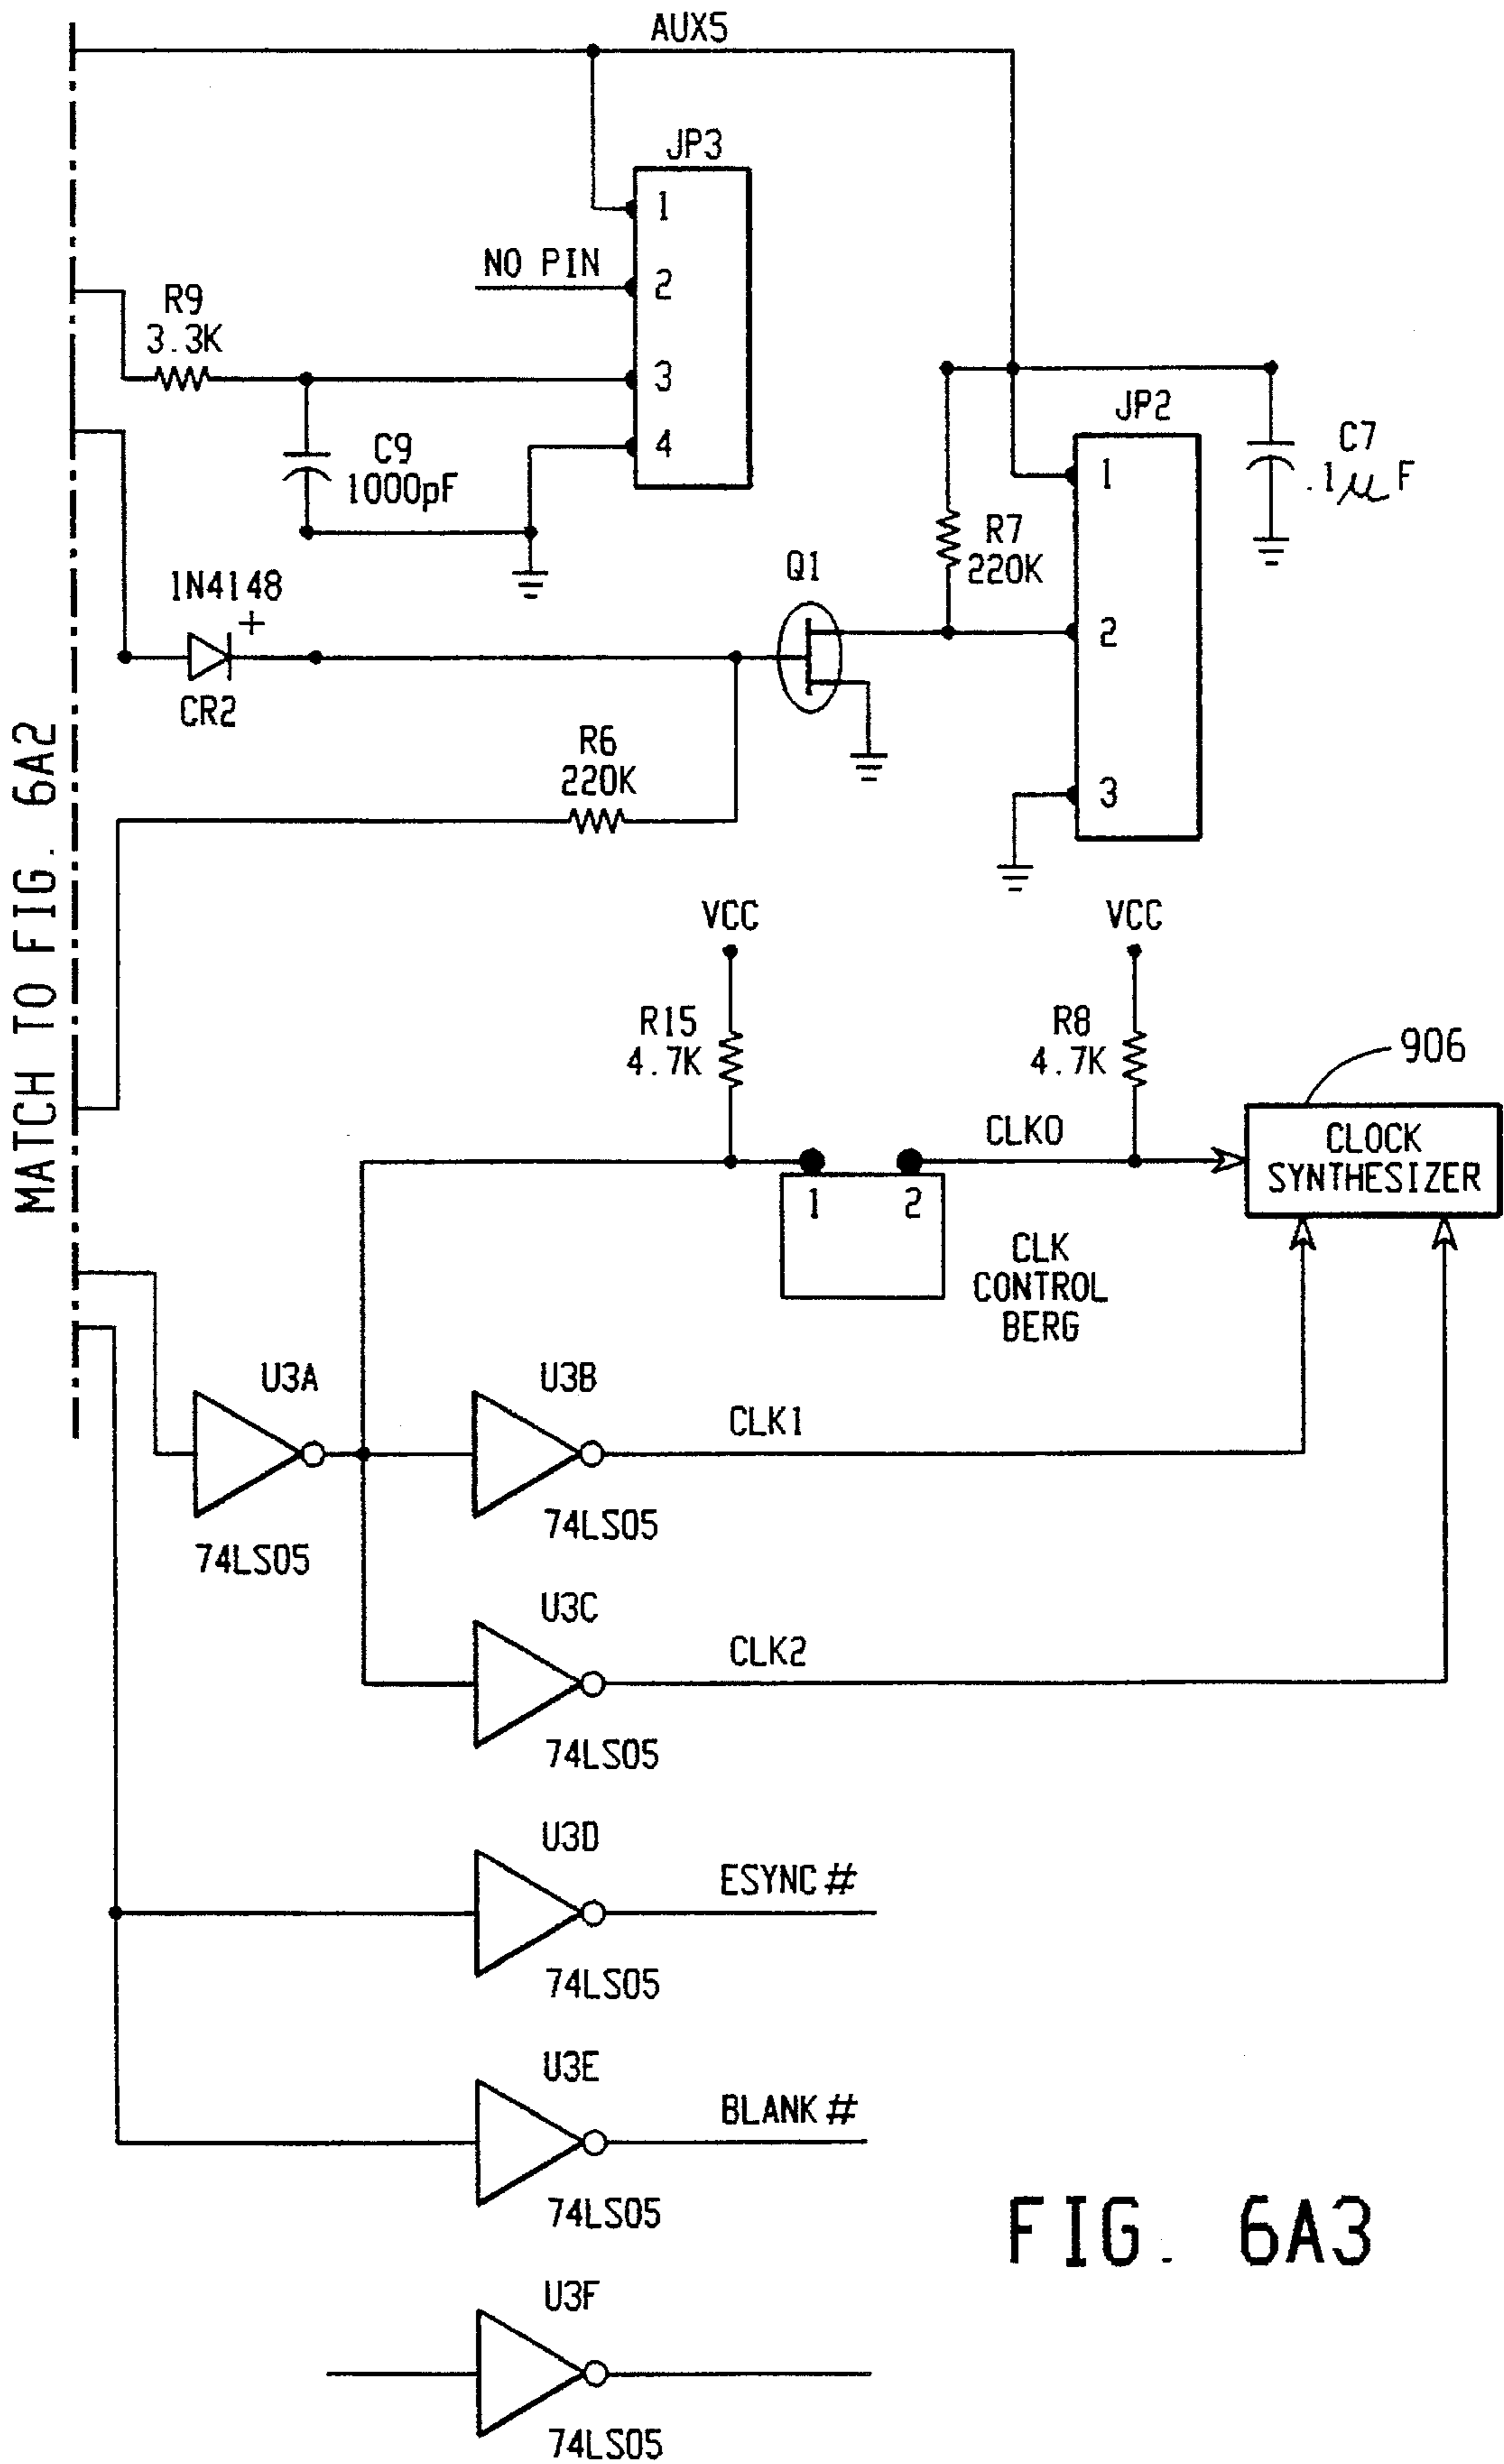 AUX5
JP3
1
NO PIN
2
R9
3.3K
3
4
C9
1000pF
JP2
1
C7
.1μF
R7
220K
2
3
1N4148
+
CR2
Q1
R6
220K
MATCH TO FIG. 6A2
VCC
VCC
R15
4.7K
R8
4.7K
906
CLK0
CLOCK
SYNTHESIZER
1 2
CLK
CONTROL
BERG
U3A
74LS05
U3B
CLK1
74LS05
U3C
CLK2
74LS05
U3D
ESYNC#
74LS05
U3E
BLANK#
74LS05
U3F
74LS05
FIG. 6A3